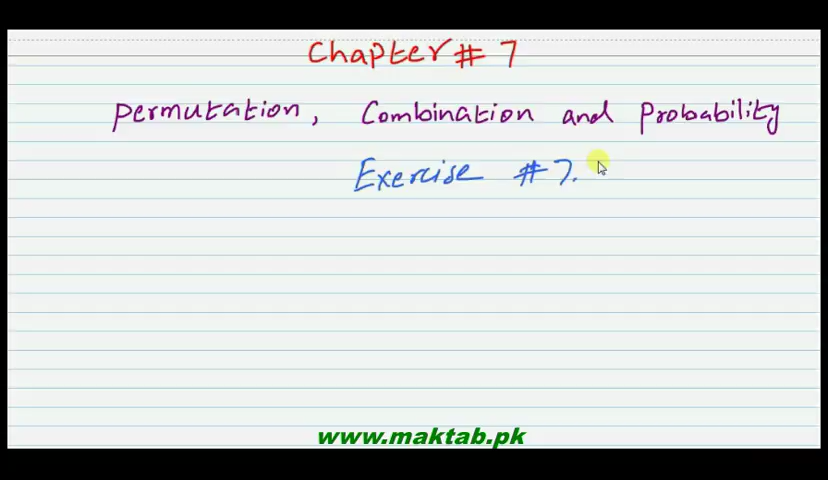 Chapter # 7
Permutation, Combination and Probability
Exercise # 7.
www.maktab.pk